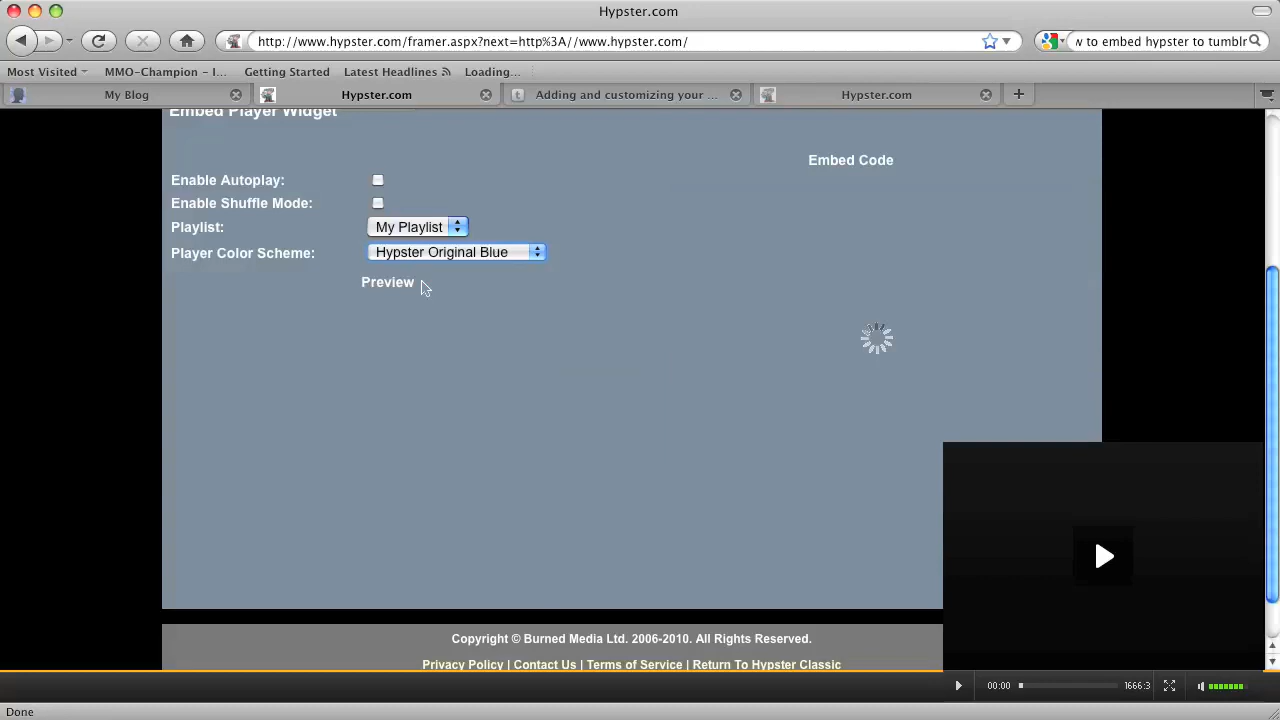 Hypster.com
http://www.hypster.com/framer.aspx?next=http%3A//www.hypster.com/
w to embed hypster to tumblr
Most Visited MMO-Champion – I... Getting Started Latest Headlines Loading...
My Blog Hypster.com Adding and customizing your ... Hypster.com
Embed Player Widget
Embed Code
Enable Autoplay:
Enable Shuffle Mode:
Playlist: My Playlist
Player Color Scheme: Hypster Original Blue
Preview
Copyright © Burned Media Ltd. 2006-2010. All Rights Reserved.
Privacy Policy | Contact Us | Terms of Service | Return To Hypster Classic
00:00 1666:3
Done